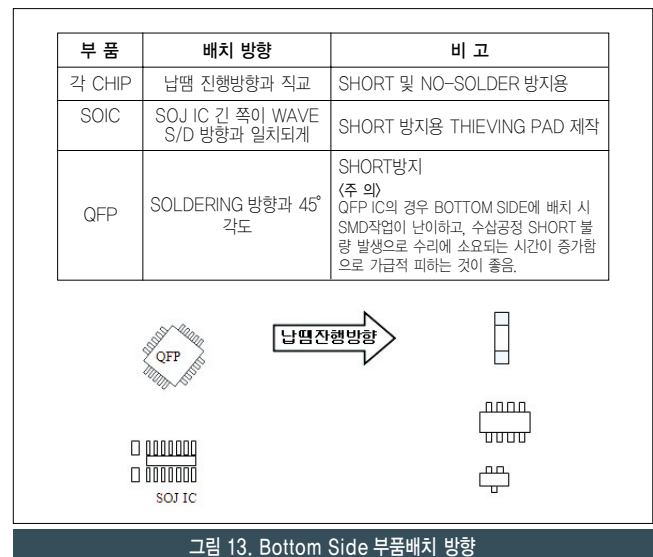 부 품 배치 방향 비 고
각 CHIP 납땜 진행방향과 직교 SHORT 및 NO-SOLDER 방지용
SOIC SOJ IC 긴 쪽이 WAVE
S/D 방향과 일치되게 SHORT 방지용 THIEVING PAD 제작
QFP SOLDERING 방향과 45°
각도
SHORT방지
<주 의>
QFP IC의 경우 BOTTOM SIDE에 배치 시
SMD작업이 난이하고, 수삽공정 SHORT 불
량 발생으로 수리에 소요되는 시간이 증가함
으로 가급적 피하는 것이 좋음.
QFP
납땜잔행방향
SOJ IC
그림 13. Bottom Side 부품배치 방향